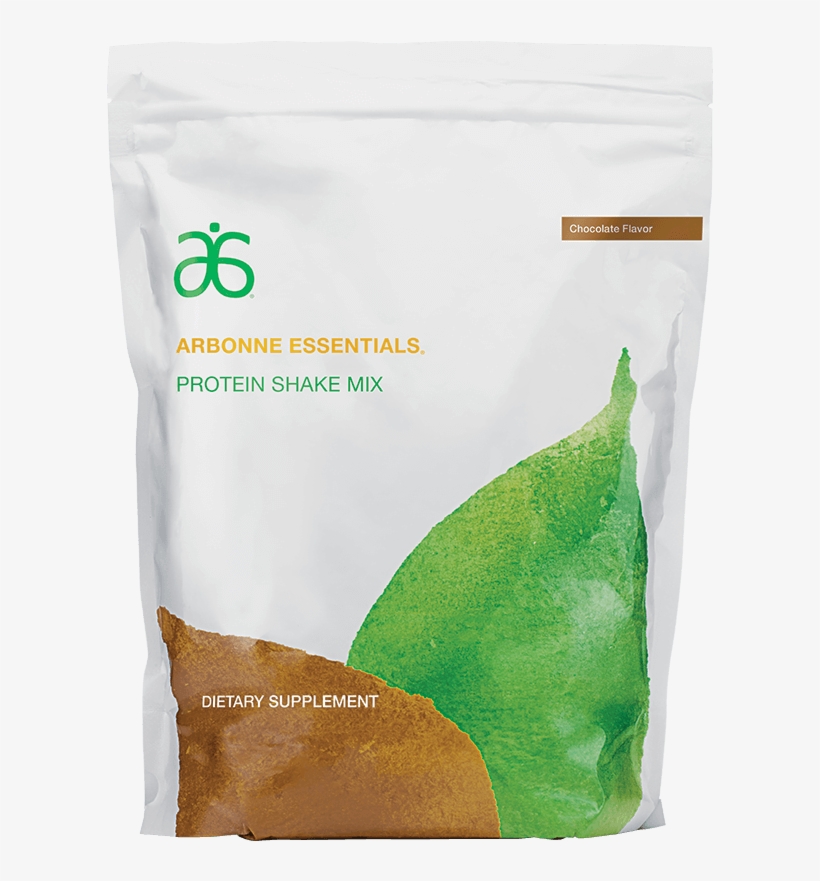 Chocolate Flavor
ARBONNE ESSENTIALS®
PROTEIN SHAKE MIX
DIETARY SUPPLEMENT